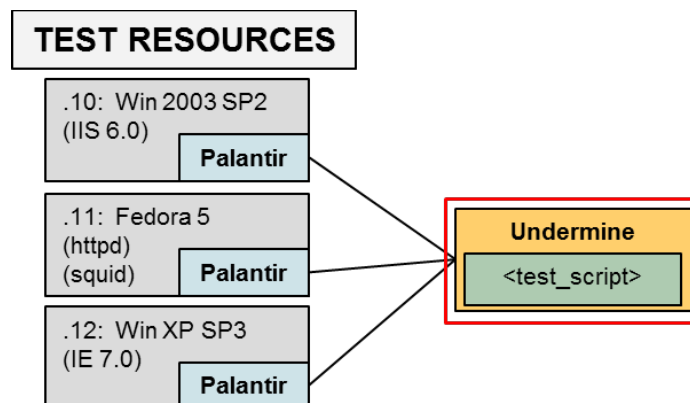 TEST RESOURCES
.10: Win 2003 SP2
(IIS 6.0)
Palantir
.11: Fedora 5
(httpd)
(squid)
Palantir
.12: Win XP SP3
(IE 7.0)
Palantir
Undermine
<test_script>